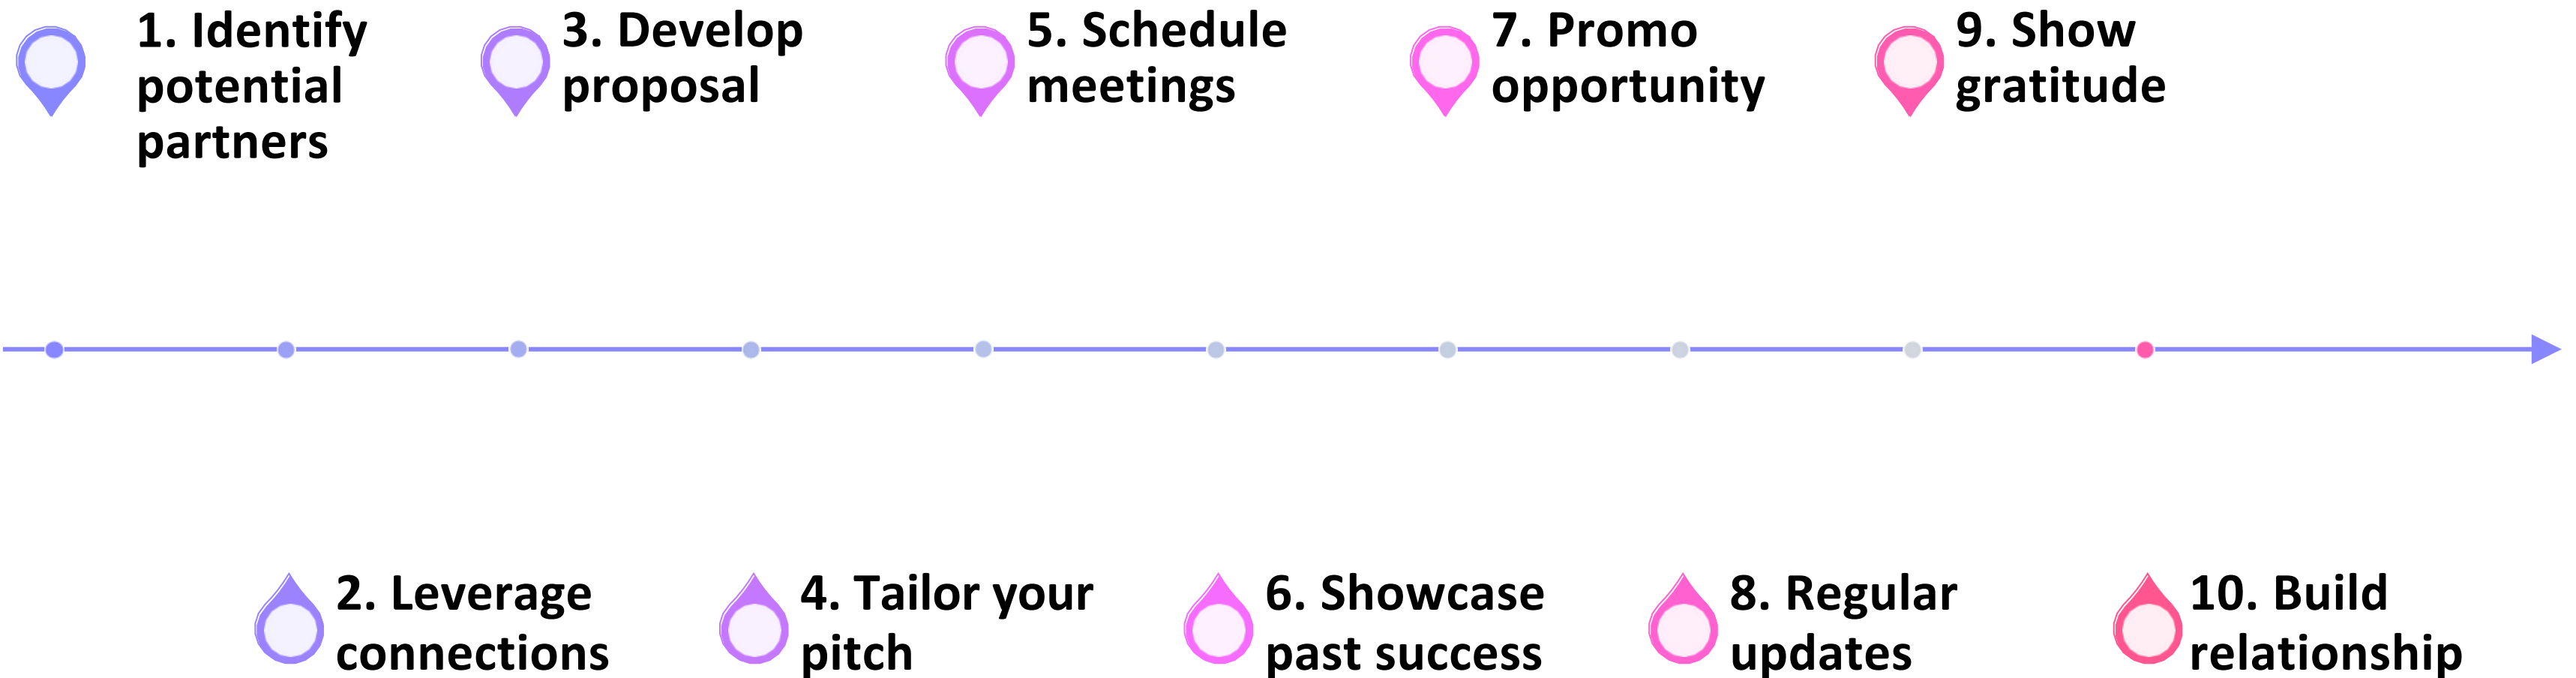 1. Identify
potential
partners
2. Leverage
connections
3. Develop
proposal
4. Tailor your
pitch
5. Schedule
meetings
6. Showcase
past success
7. Promo
opportunity
8. Regular
updates
9. Show
gratitude
10. Build
relationship